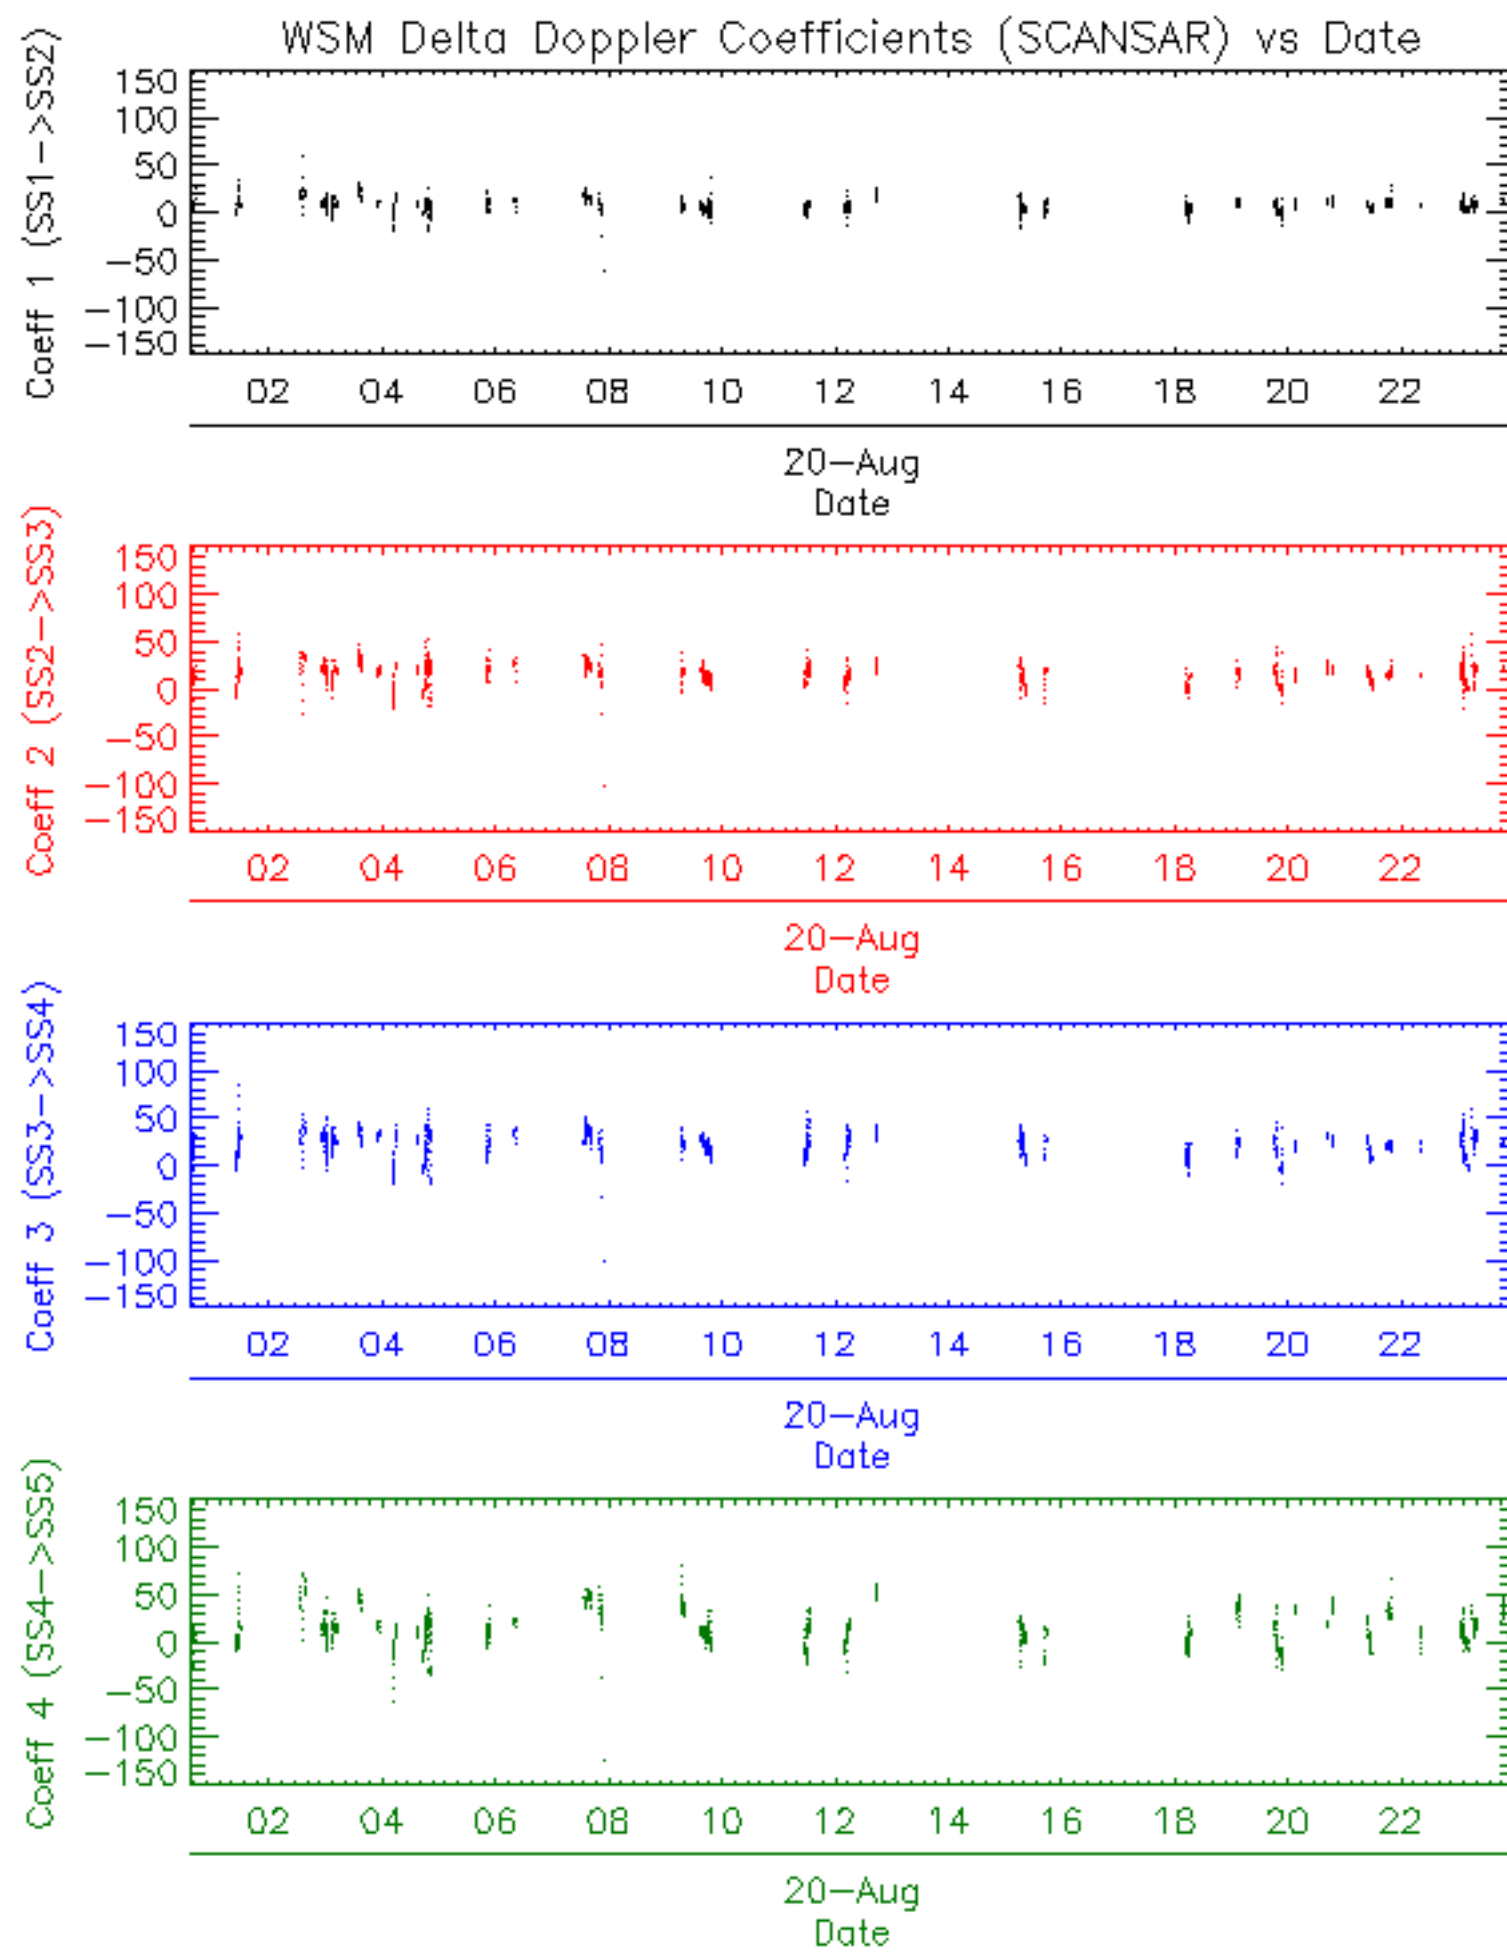 WSM Delta Doppler Coefficients (SCANSAR) vs Date
Coeff 1 (SS1->SS2)
150
100
50
0
-50
-100
-150
02 04 06 08 10 12 14 16 18 20 22
20-Aug
Date
Coeff 2 (SS2->SS3)
150
100
50
0
-50
-100
-150
02 04 06 08 10 12 14 16 18 20 22
20-Aug
Date
Coeff 3 (SS3->SS4)
150
100
50
0
-50
-100
-150
02 04 06 08 10 12 14 16 18 20 22
20-Aug
Date
Coeff 4 (SS4->SS5)
150
100
50
0
-50
-100
-150
02 04 06 08 10 12 14 16 18 20 22
20-Aug
Date